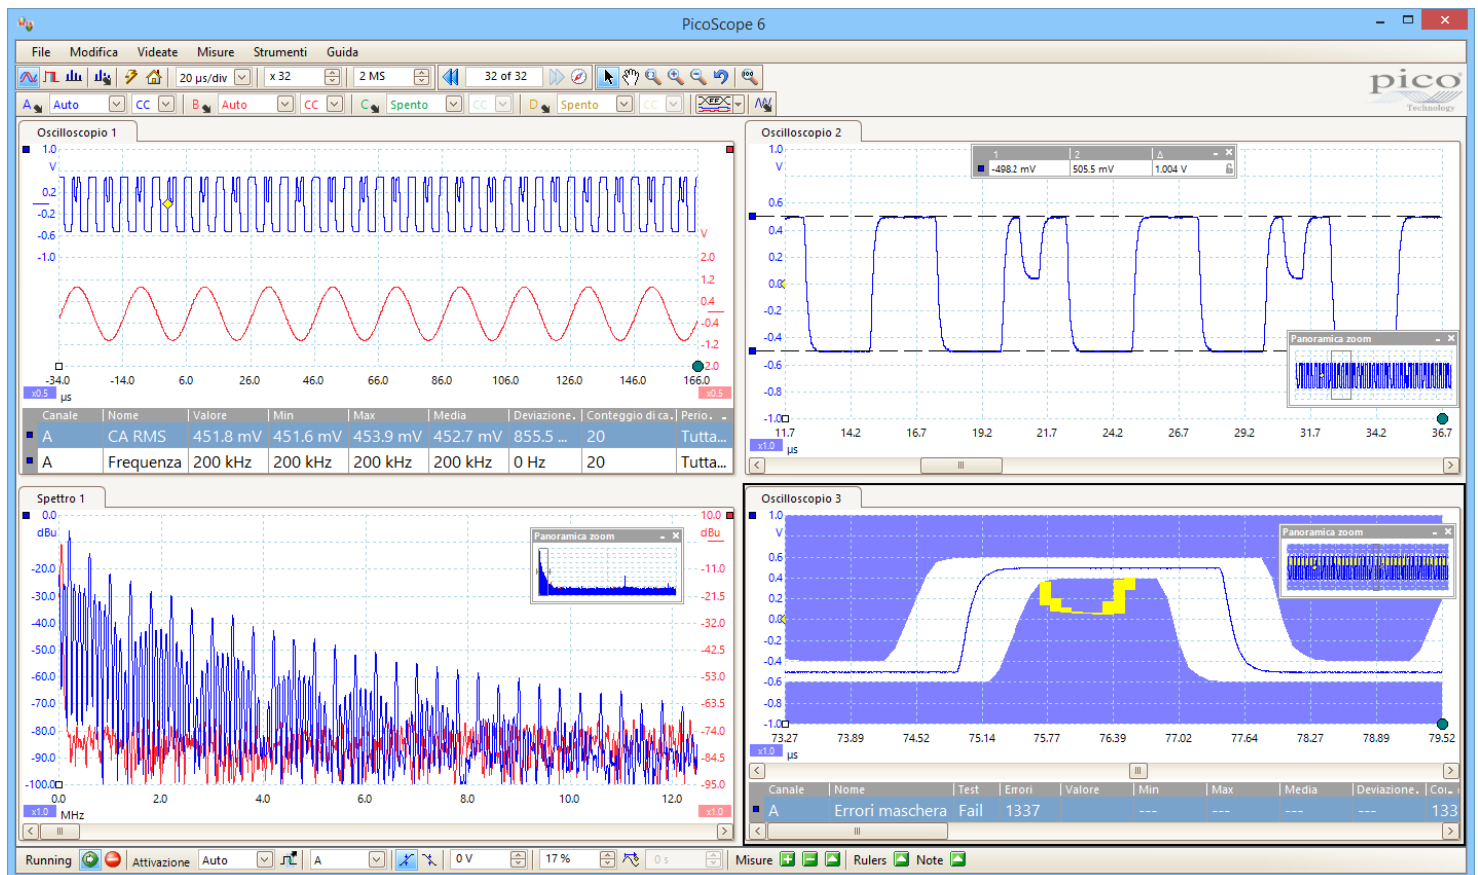 PicoScope 6
File Modifica Videate Misure Strumenti Guida
20 µs/div x 32 2 MS 32 of 32
pico
Technology
A Auto CC B Auto CC C Spento CC D Spento CC
Oscilloscopio 1
1.0
V
0.2
-0.2
-0.6
-1.0
V
2.0
1.2
0.4
-0.4
-1.2
-2.0
-34.0 -14.0 6.0 26.0 46.0 66.0 86.0 106.0 126.0 146.0 166.0
x0.5 µs x0.5
Canale Nome Valore Min Max Media Deviazione. Conteggio di ca. Perio.
A CA RMS 451.8 mV 451.6 mV 453.9 mV 452.7 mV 855.5 ... 20 Tutta...
A Frequenza 200 kHz 200 kHz 200 kHz 200 kHz 0 Hz 20 Tutta...
Oscilloscopio 2
1 2 Δ
-498.2 mV 505.5 mV 1.004 V
1.0
V
0.6
0.4
0.2
0.0
-0.2
-0.4
-0.6
-0.8
-1.0
Panoramica zoom
11.7 14.2 16.7 19.2 21.7 24.2 26.7 29.2 31.7 34.2 36.7
x1.0 µs
Spettro 1
0.0
dBu
-20.0
-30.0
-40.0
-50.0
-60.0
-70.0
-80.0
-90.0
-100.0
Panoramica zoom
10.0
dBu
-11.0
-21.5
-32.0
-42.5
-53.0
-63.5
-74.0
-84.5
-95.0
0.0 2.0 4.0 6.0 8.0 10.0 12.0
x1.0 MHz x1.0
Oscilloscopio 3
1.0
V
0.6
0.4
0.2
0.0
-0.2
-0.4
-0.6
-0.8
-1.0
Panoramica zoom
73.27 73.89 74.52 75.14 75.77 76.39 77.02 77.64 78.27 78.89 79.52
x1.0 µs
Canale Nome Test Errori Valore Min Max Media Deviazione. Co
A Errori maschera Fail 1337 --- --- --- --- 133
Running Attivazione Auto A 0 V 17 % 0 s Misure Rulers Note